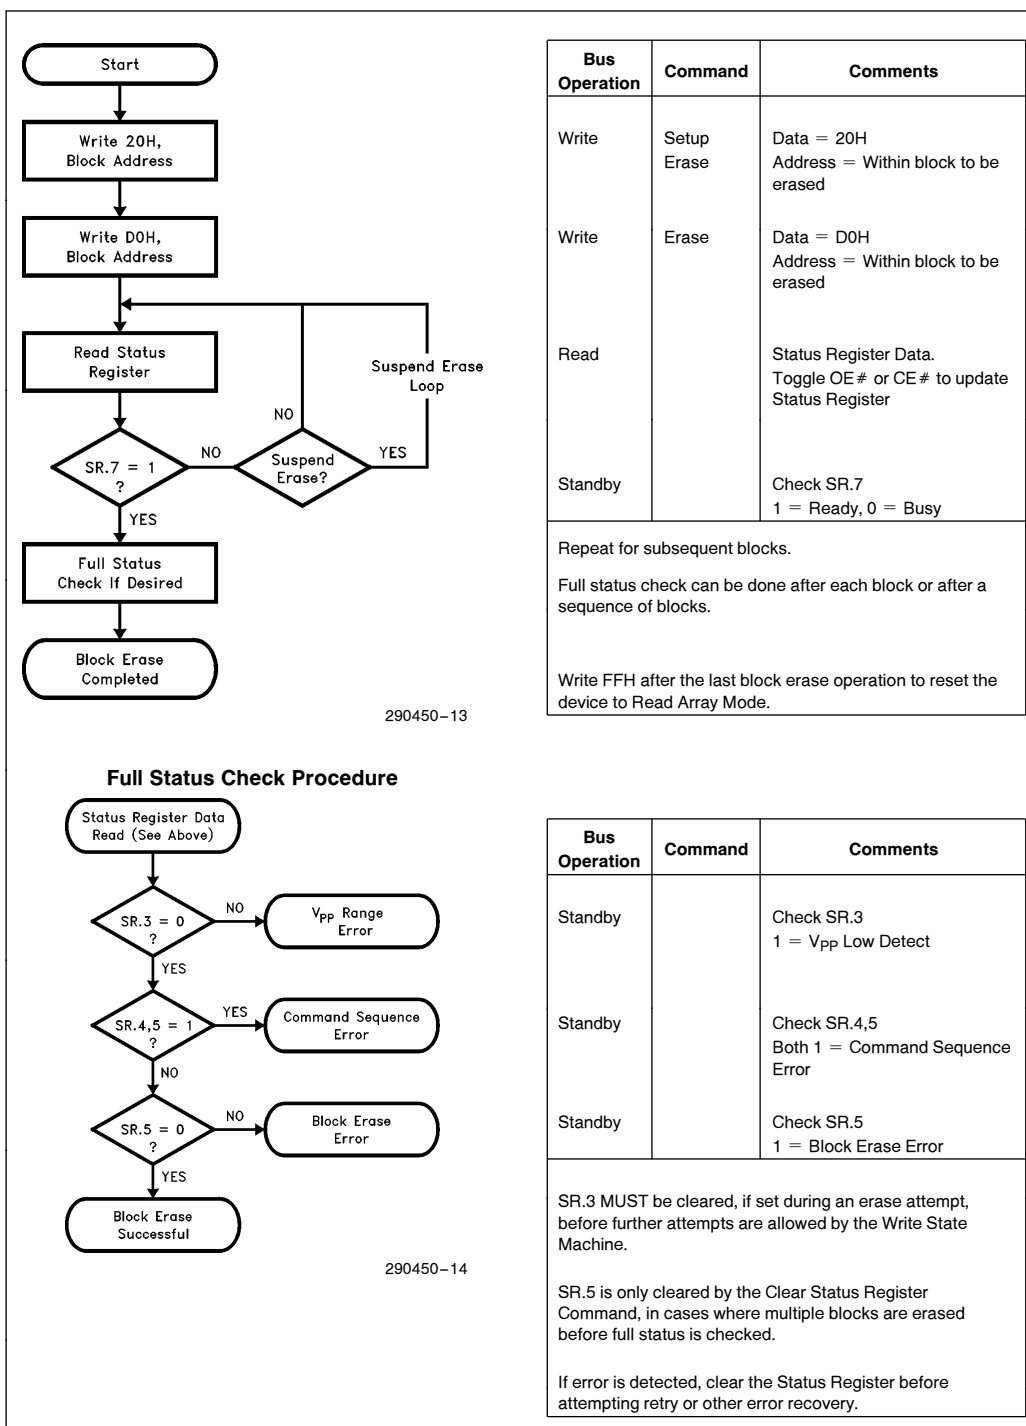 Start
Write 20H,
Block Address
Write D0H,
Block Address
Read Status
Register
Suspend Erase
Loop
NO
SR.7 = 1
?
NO
Suspend
Erase?
YES
YES
Full Status
Check If Desired
Block Erase
Completed
290450–13
Bus
Operation
Command
Comments
Write
Setup
Erase
Data = 20H
Address = Within block to be
erased
Write
Erase
Data = D0H
Address = Within block to be
erased
Read
Status Register Data.
Toggle OE# or CE# to update
Status Register
Standby
Check SR.7
1 = Ready, 0 = Busy
Repeat for subsequent blocks.
Full status check can be done after each block or after a
sequence of blocks.
Write FFH after the last block erase operation to reset the
device to Read Array Mode.
Full Status Check Procedure
Status Register Data
Read (See Above)
SR.3 = 0
?
NO
VPP Range
Error
YES
SR.4,5 = 1
?
YES
Command Sequence
Error
NO
SR.5 = 0
?
NO
Block Erase
Error
YES
Block Erase
Successful
290450–14
Bus
Operation
Command
Comments
Standby
Check SR.3
1 = VPP Low Detect
Standby
Check SR.4,5
Both 1 = Command Sequence
Error
Standby
Check SR.5
1 = Block Erase Error
SR.3 MUST be cleared, if set during an erase attempt,
before further attempts are allowed by the Write State
Machine.
SR.5 is only cleared by the Clear Status Register
Command, in cases where multiple blocks are erased
before full status is checked.
If error is detected, clear the Status Register before
attempting retry or other error recovery.